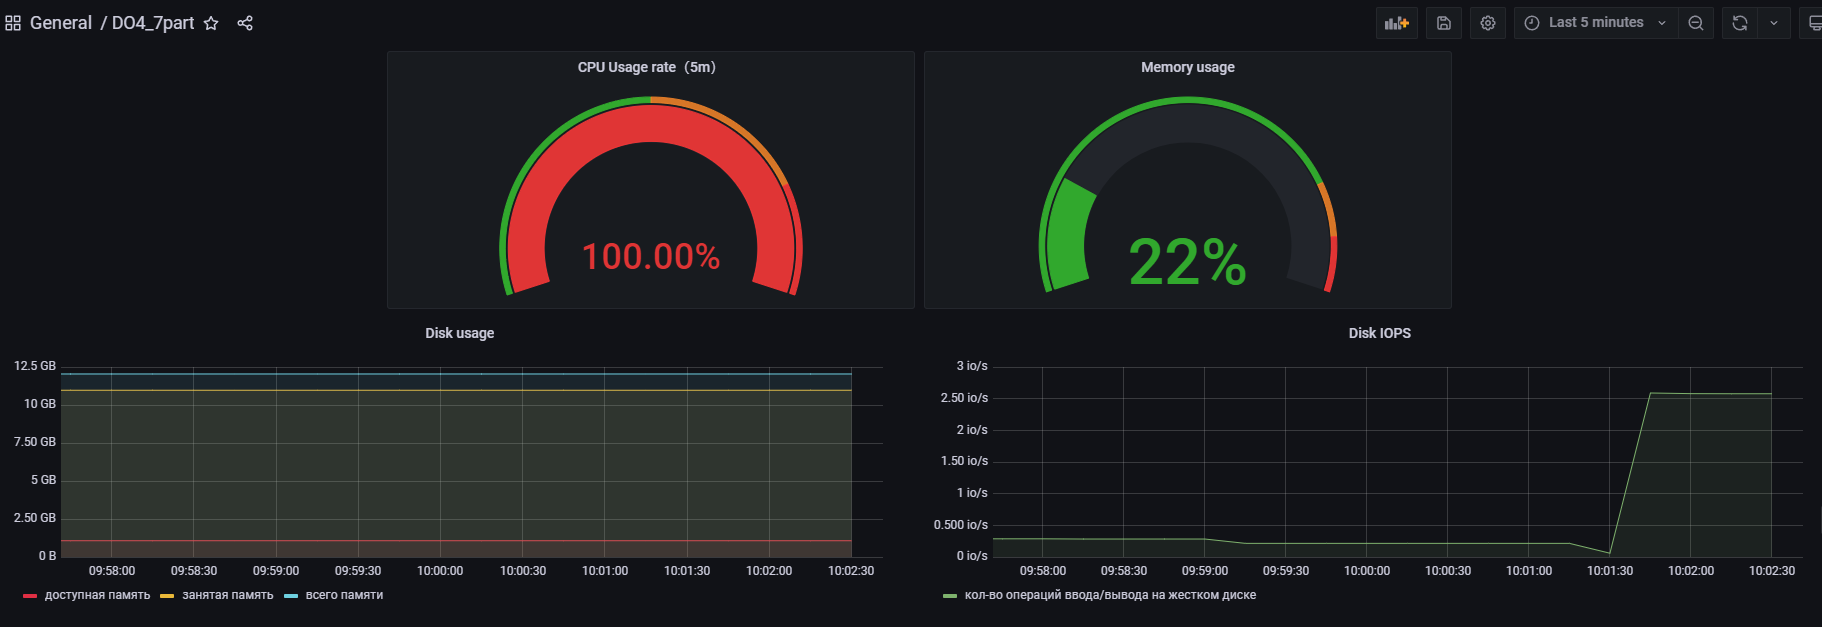 General / DO4_7part
Last 5 minutes
CPU Usage rate (5m)
100.00%
Memory usage
22%
Disk usage
12.5 GB
10 GB
7.50 GB
5 GB
2.50 GB
0 B
09:58:00 09:58:30 09:59:00 09:59:30 10:00:00 10:00:30 10:01:00 10:01:30 10:02:00 10:02:30
доступная память занятая память всего памяти
Disk IOPS
3 io/s
2.50 io/s
2 io/s
1.50 io/s
1 io/s
0.500 io/s
0 io/s
09:58:00 09:58:30 09:59:00 09:59:30 10:00:00 10:00:30 10:01:00 10:01:30 10:02:00 10:02:30
кол-во операций ввода/вывода на жестком диске